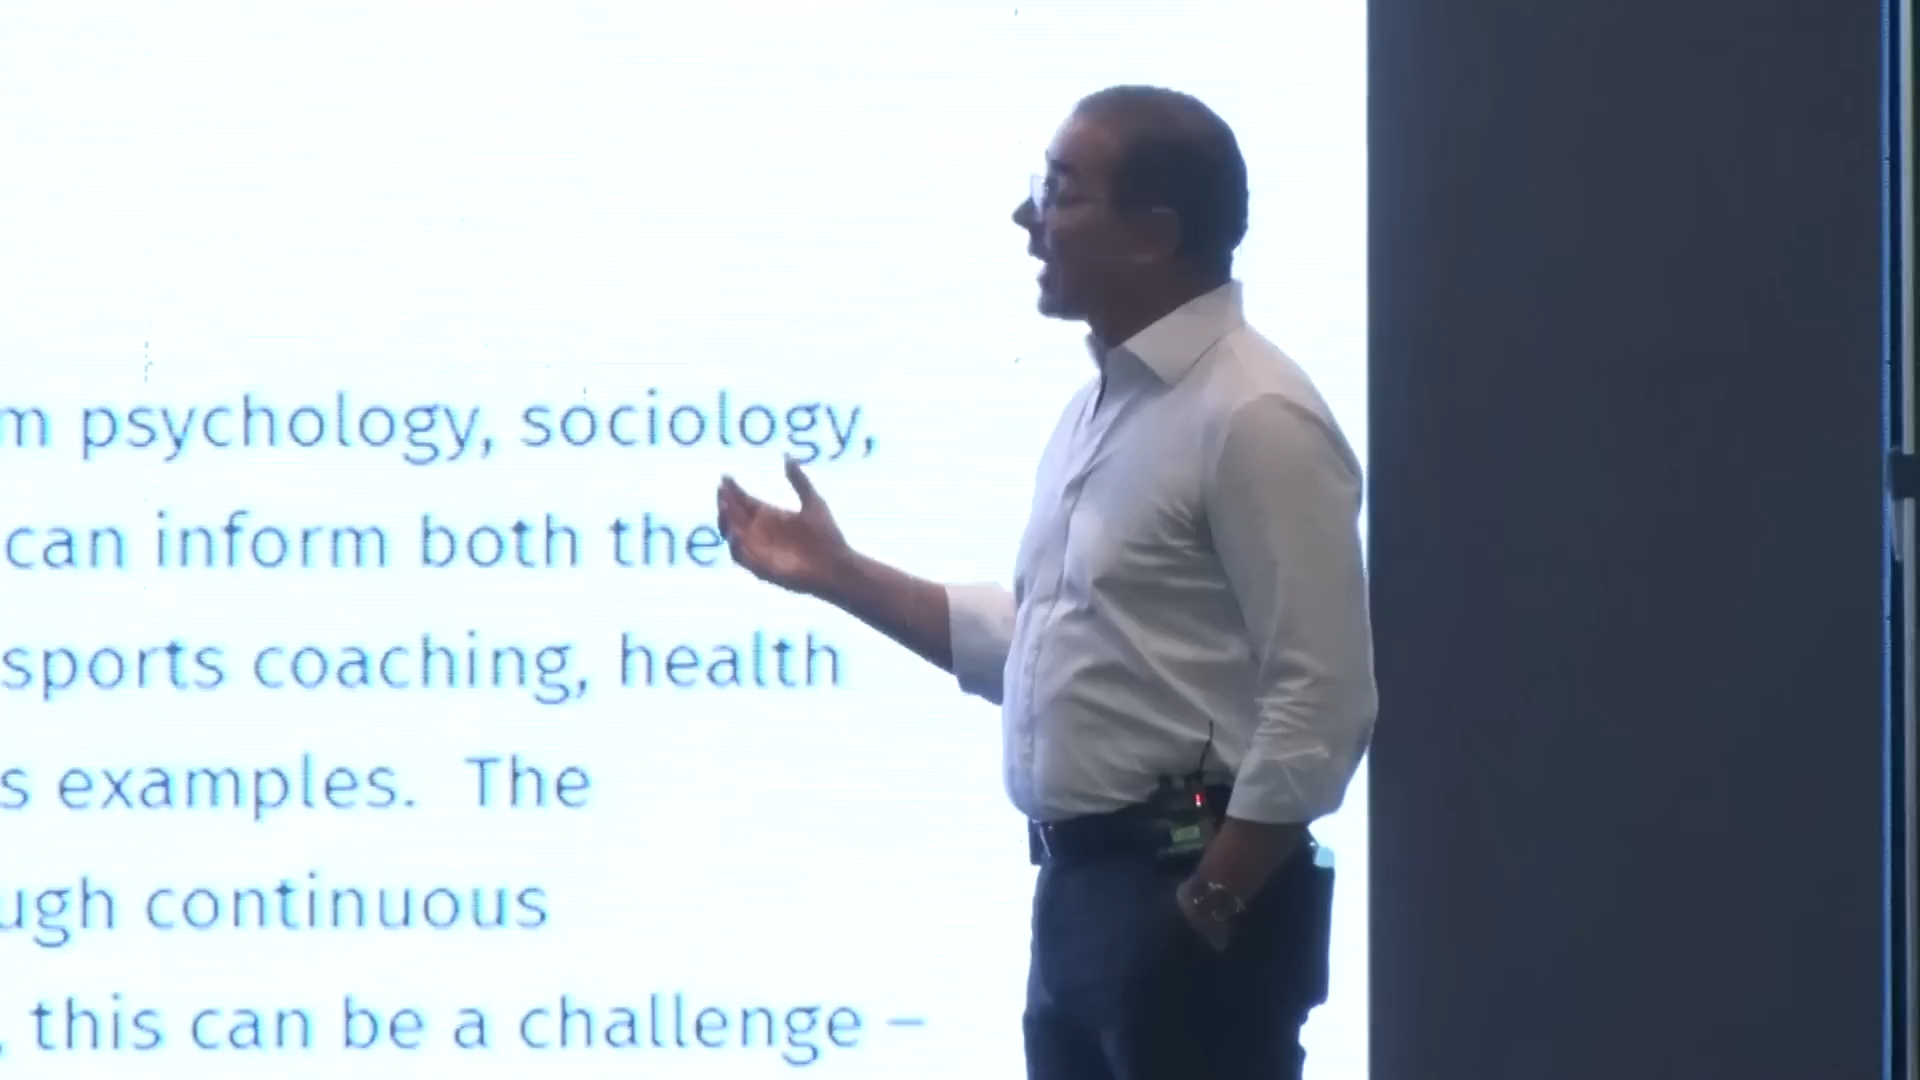 m psychology, sociology,
can inform both the
sports coaching, health
s examples. The
ugh continuous
, this can be a challenge –